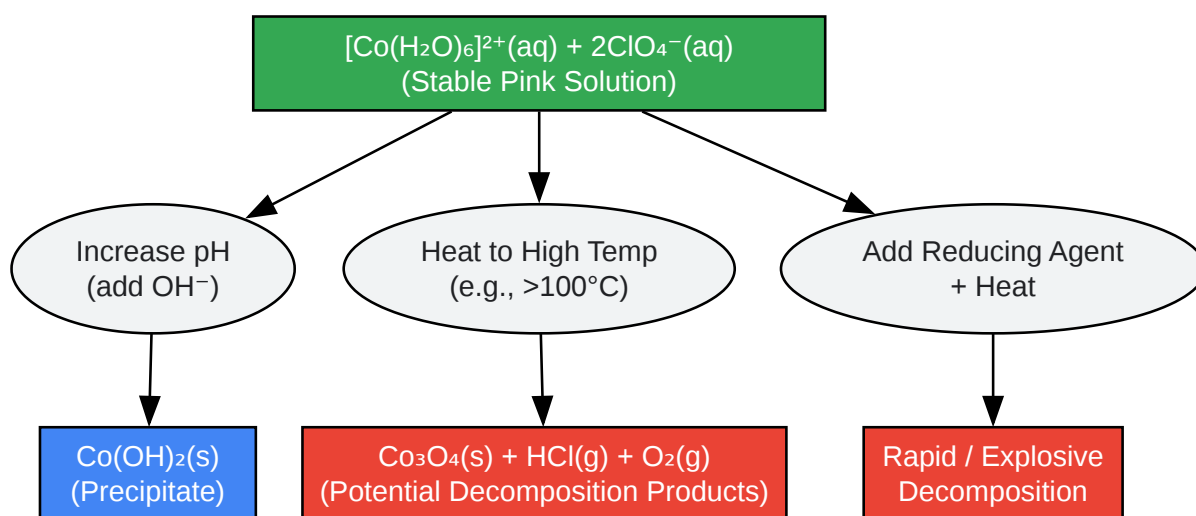 [Co(H₂O)₆]²⁺(aq) + 2ClO₄⁻(aq)
(Stable Pink Solution)
Increase pH
(add OH⁻)
Heat to High Temp
(e.g., >100°C)
Add Reducing Agent
+ Heat
Co(OH)₂(s)
(Precipitate)
Co₃O₄(s) + HCl(g) + O₂(g)
(Potential Decomposition Products)
Rapid / Explosive
Decomposition